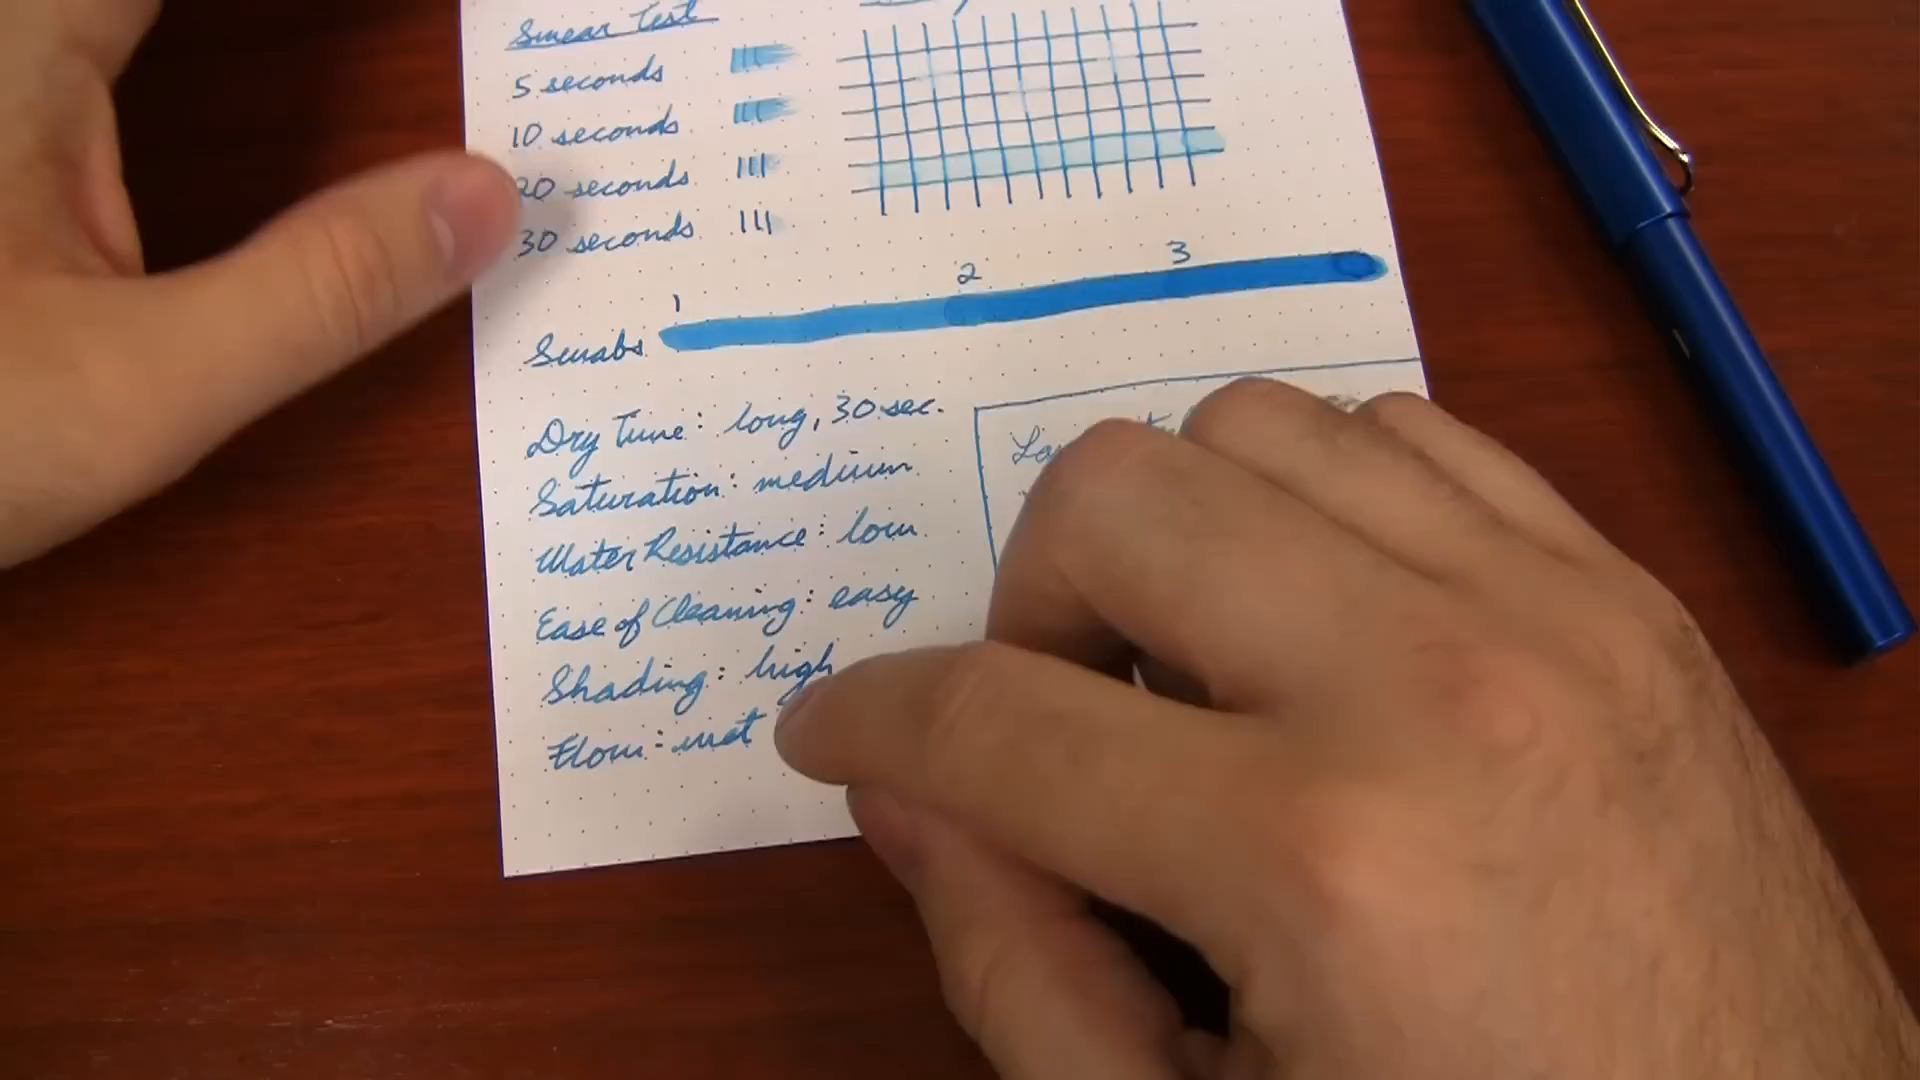 Smear Test
5 seconds
10 seconds
20 seconds
30 seconds
1 2 3
Swabs
Dry Time: long, 30 sec.
Saturation: medium
Water Resistance: low
Ease of Cleaning: easy
Shading: high
Flow: wet